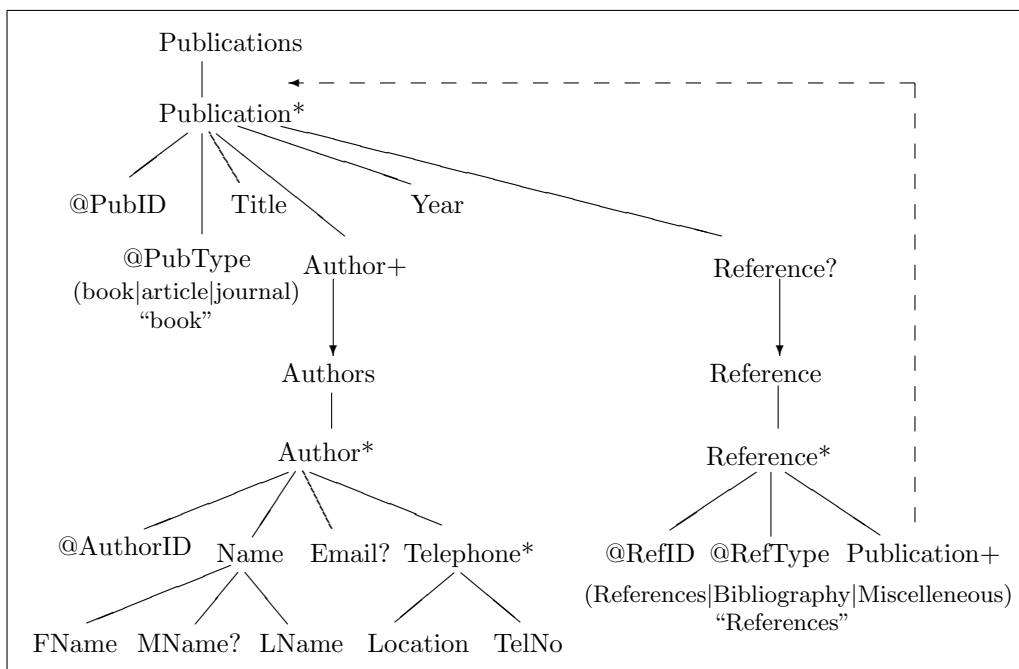 Publications
Publication*
@PubID
Title
Year
@PubType
(book|article|journal)
“book”
Author+
Reference?
Authors
Reference
Author*
Reference*
@AuthorID
Name
Email?
Telephone*
@RefID
@RefType
Publication+
(References|Bibliography|Miscelleneous)
“References”
FName
MName?
LName
Location
TelNo